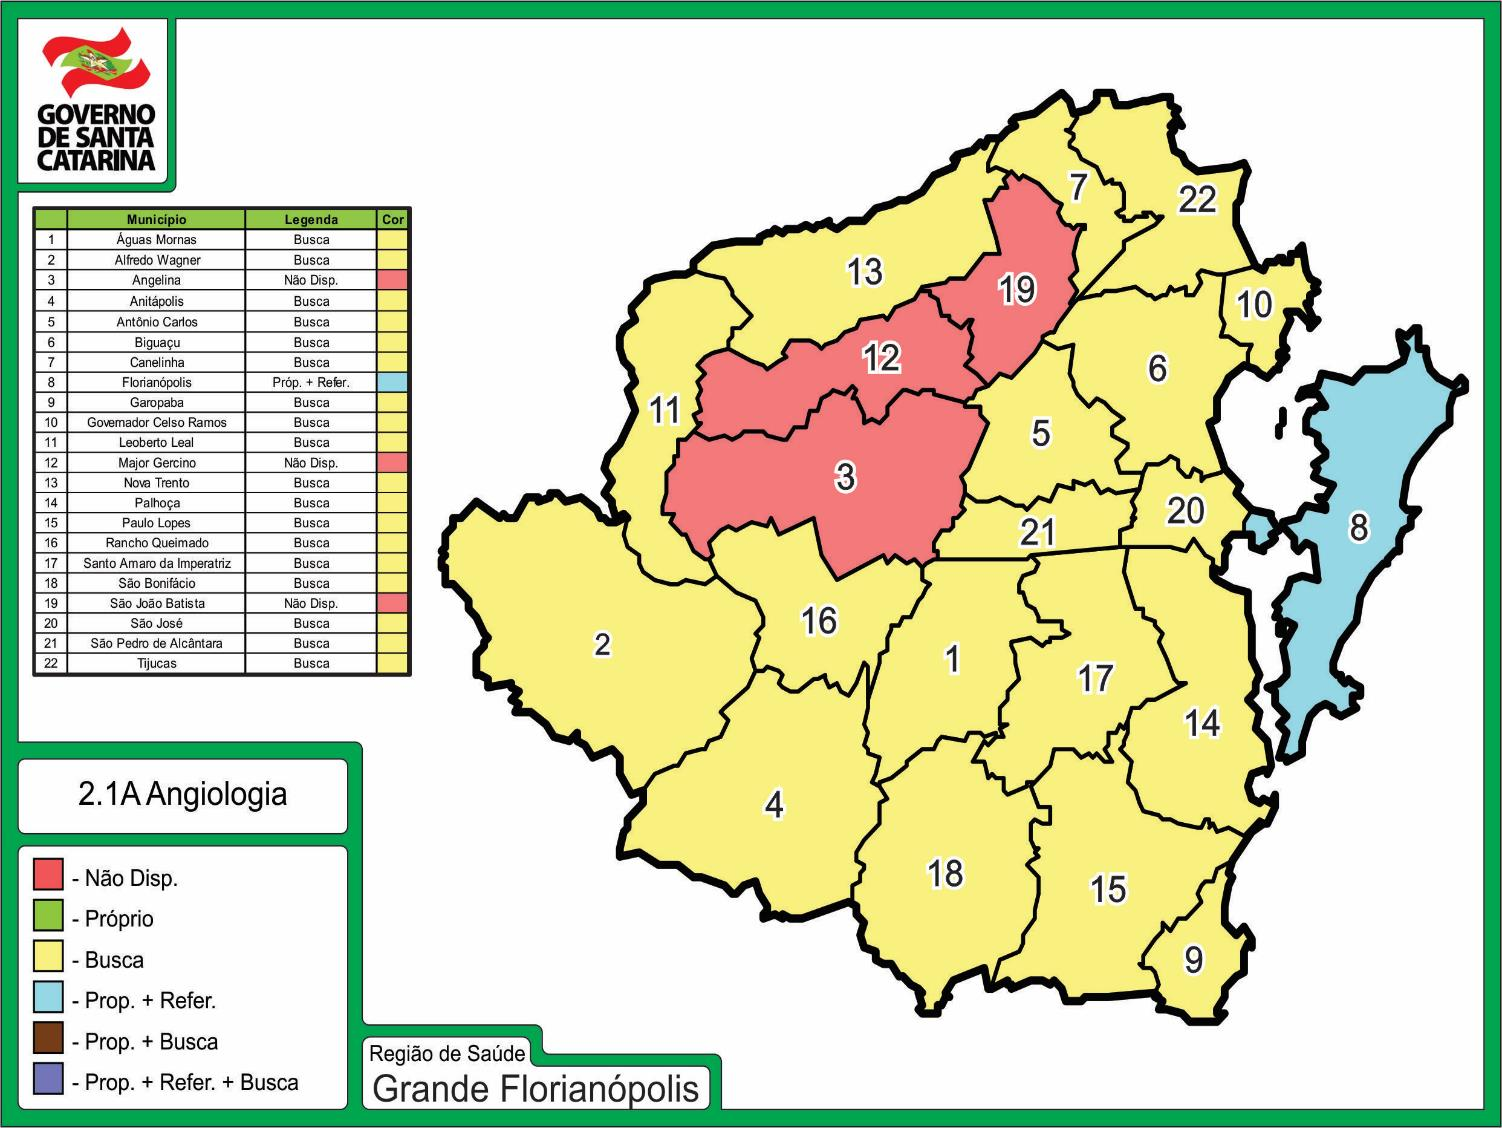 GOVERNO
DE SANTA
CATARINA
Município Legenda Cor
1 Águas Mornas Busca
2 Alfredo Wagner Busca
3 Angelina Não Disp.
4 Anitápolis Busca
5 Antônio Carlos Busca
6 Biguaçu Busca
7 Canelinha Busca
8 Florianópolis Próp. + Refer.
9 Garopaba Busca
10 Governador Celso Ramos Busca
11 Leoberto Leal Busca
12 Major Gercino Não Disp.
13 Nova Trento Busca
14 Palhoça Busca
15 Paulo Lopes Busca
16 Rancho Queimado Busca
17 Santo Amaro da Imperatriz Busca
18 São Bonifácio Busca
19 São João Batista Não Disp.
20 São José Busca
21 São Pedro de Alcântara Busca
22 Tijucas Busca
7
22
13
19
10
12
6
11
5
3
20
21
8
16
2
1
17
14
4
18
15
9
2.1A Angiologia
- Não Disp.
- Próprio
- Busca
- Prop. + Refer.
- Prop. + Busca
- Prop. + Refer. + Busca
Região de Saúde
Grande Florianópolis